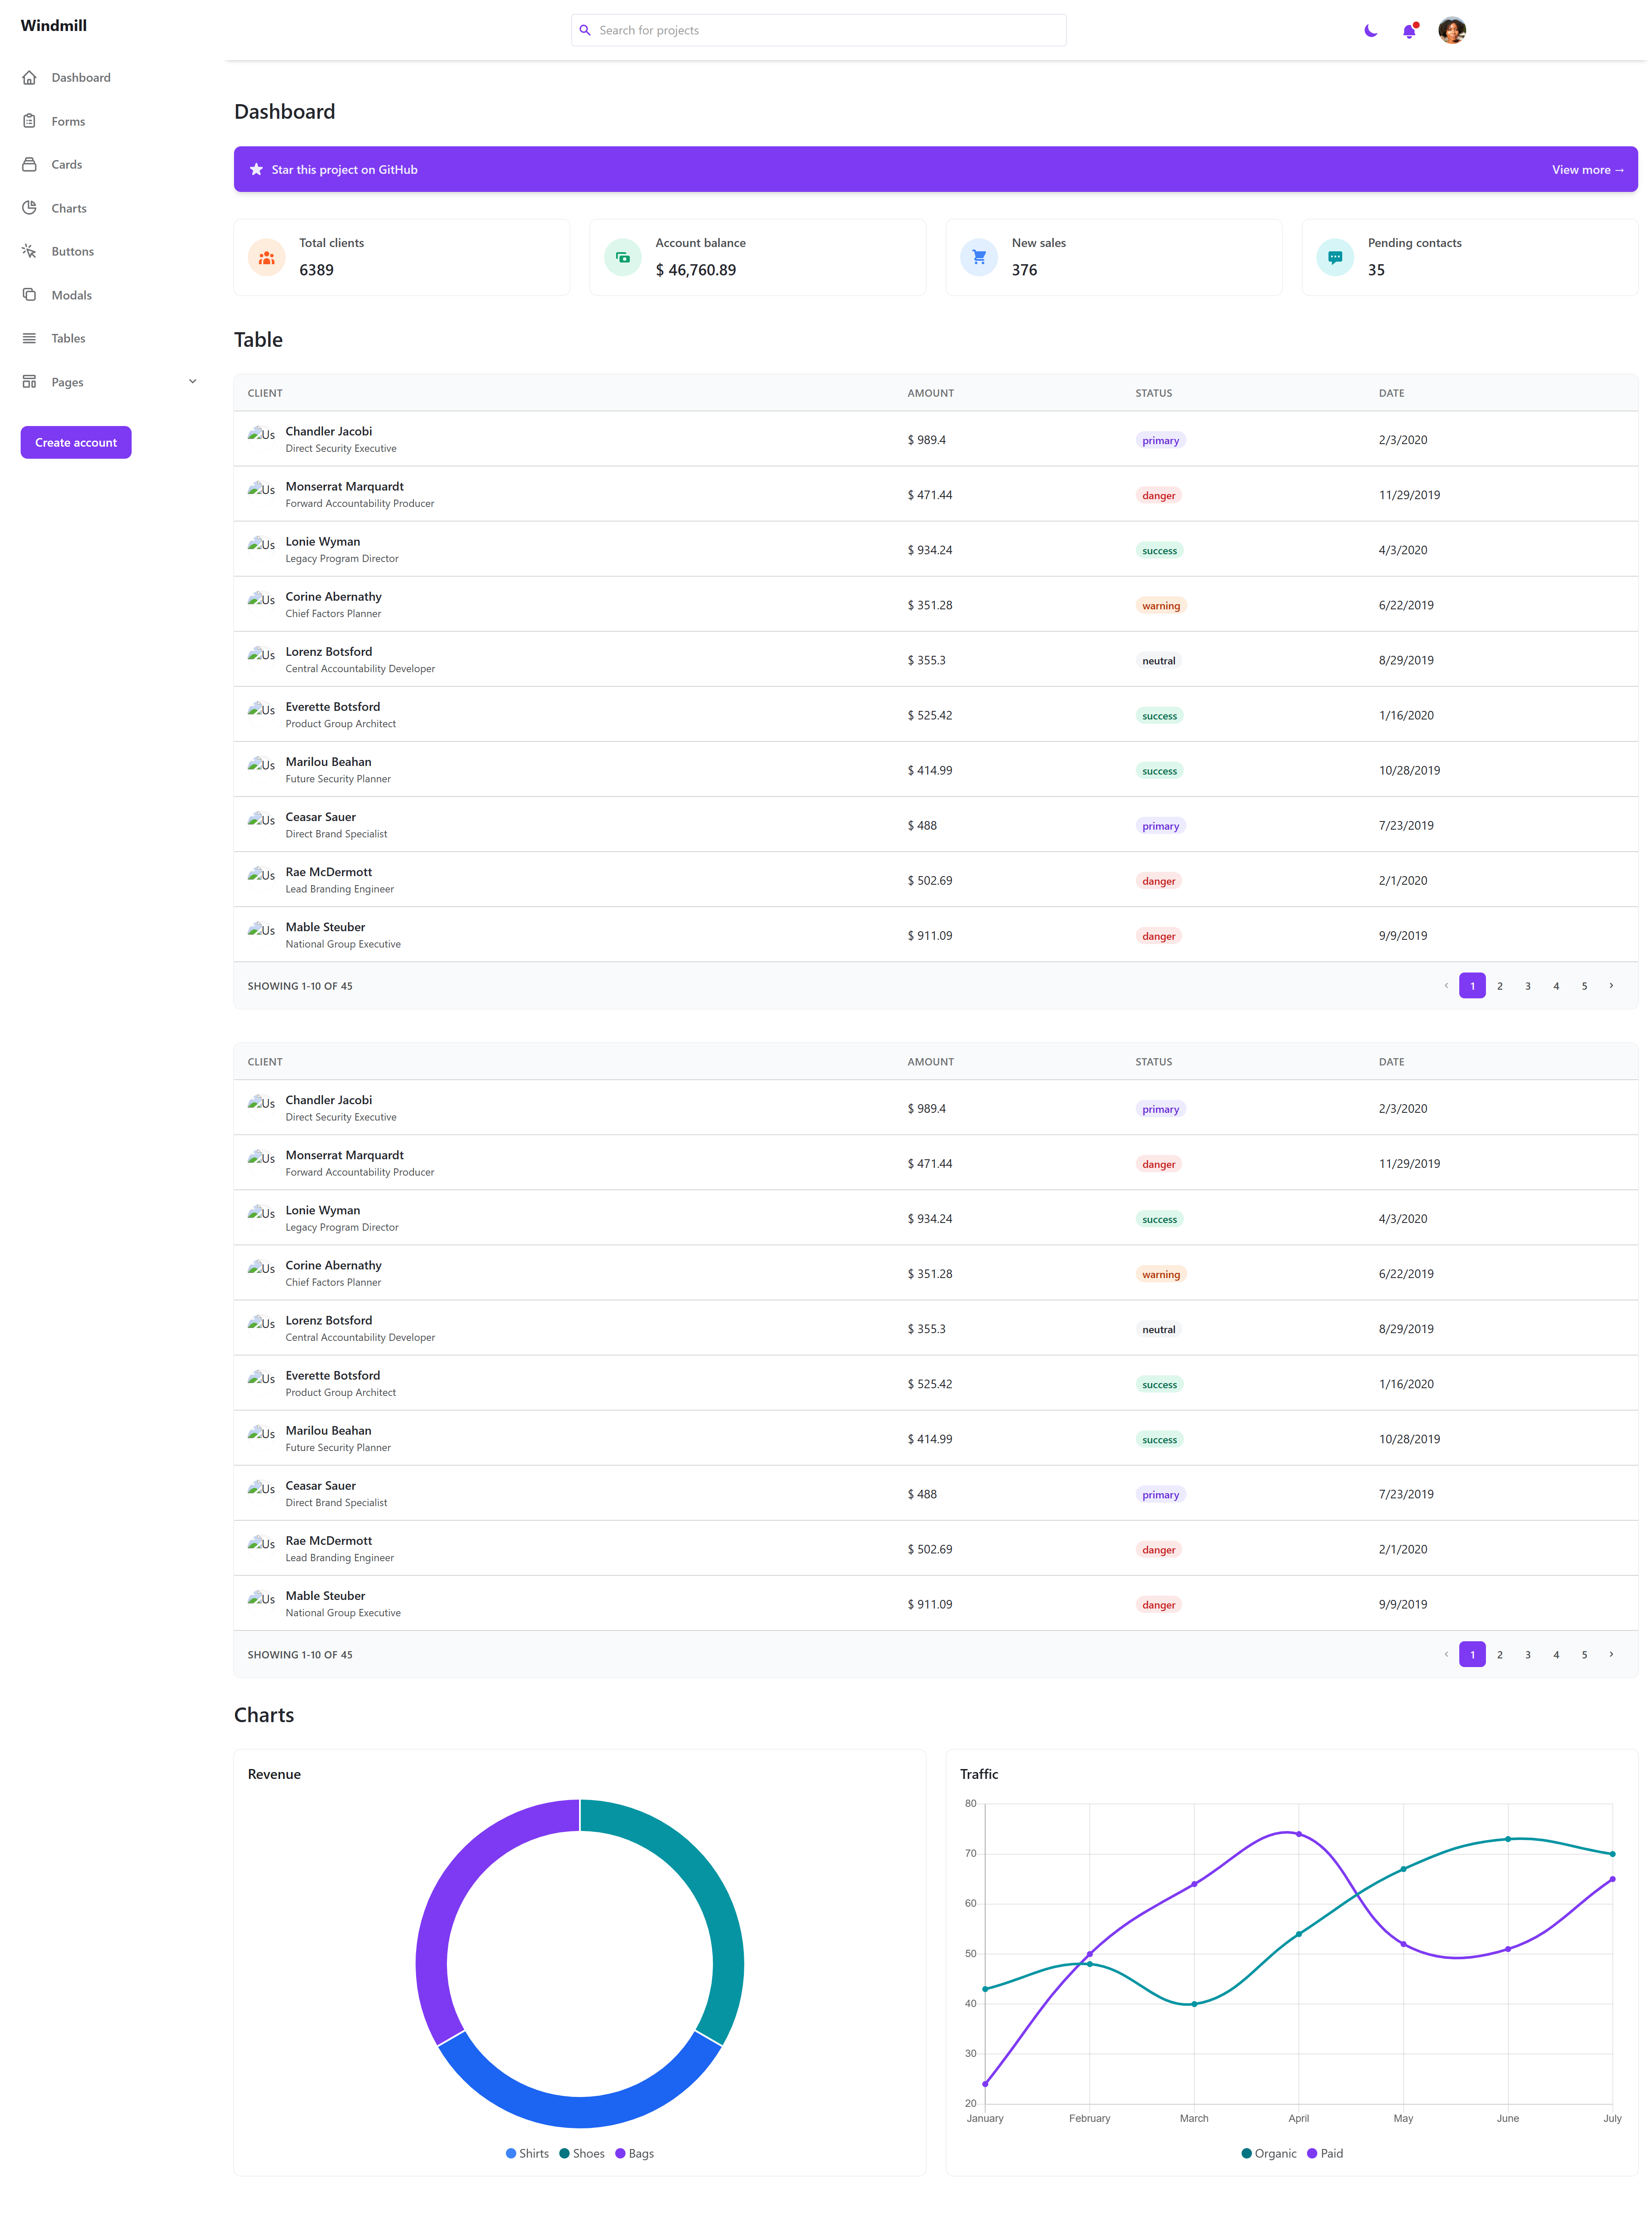 Windmill
Search for projects
Dashboard
Forms
Cards
Charts
Buttons
Modals
Tables
Pages
Create account
Dashboard
Star this project on GitHub
View more →
Total clients
6389
Account balance
$ 46,760.89
New sales
376
Pending contacts
35
Table
CLIENT AMOUNT STATUS DATE
Us Chandler Jacobi
Direct Security Executive
$ 989.4 primary 2/3/2020
Us Monserrat Marquardt
Forward Accountability Producer
$ 471.44 danger 11/29/2019
Us Lonie Wyman
Legacy Program Director
$ 934.24 success 4/3/2020
Us Corine Abernathy
Chief Factors Planner
$ 351.28 warning 6/22/2019
Us Lorenz Botsford
Central Accountability Developer
$ 355.3 neutral 8/29/2019
Us Everette Botsford
Product Group Architect
$ 525.42 success 1/16/2020
Us Marilou Beahan
Future Security Planner
$ 414.99 success 10/28/2019
Us Ceasar Sauer
Direct Brand Specialist
$ 488 primary 7/23/2019
Us Rae McDermott
Lead Branding Engineer
$ 502.69 danger 2/1/2020
Us Mable Steuber
National Group Executive
$ 911.09 danger 9/9/2019
SHOWING 1-10 OF 45
1 2 3 4 5
CLIENT AMOUNT STATUS DATE
Us Chandler Jacobi
Direct Security Executive
$ 989.4 primary 2/3/2020
Us Monserrat Marquardt
Forward Accountability Producer
$ 471.44 danger 11/29/2019
Us Lonie Wyman
Legacy Program Director
$ 934.24 success 4/3/2020
Us Corine Abernathy
Chief Factors Planner
$ 351.28 warning 6/22/2019
Us Lorenz Botsford
Central Accountability Developer
$ 355.3 neutral 8/29/2019
Us Everette Botsford
Product Group Architect
$ 525.42 success 1/16/2020
Us Marilou Beahan
Future Security Planner
$ 414.99 success 10/28/2019
Us Ceasar Sauer
Direct Brand Specialist
$ 488 primary 7/23/2019
Us Rae McDermott
Lead Branding Engineer
$ 502.69 danger 2/1/2020
Us Mable Steuber
National Group Executive
$ 911.09 danger 9/9/2019
SHOWING 1-10 OF 45
1 2 3 4 5
Charts
Revenue
Shirts Shoes Bags
Traffic
80
70
60
50
40
30
20
January February March April May June July
Organic Paid